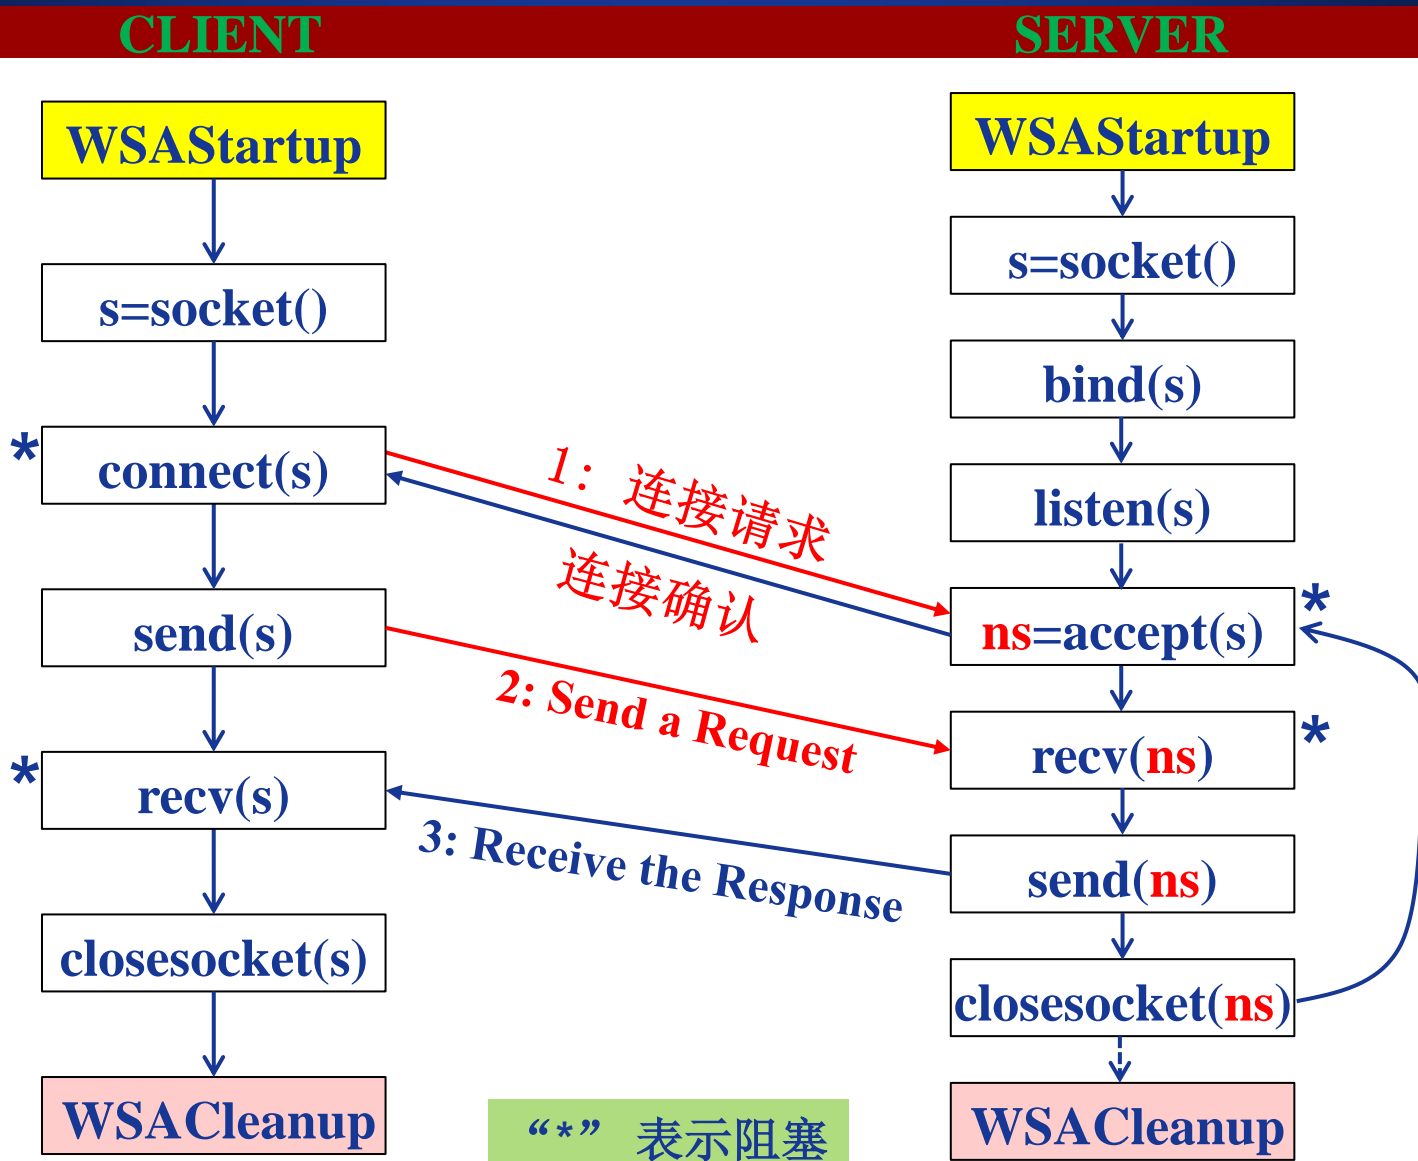 CLIENT
SERVER
WSAStartup
s=socket()
*
connect(s)
send(s)
*
recv(s)
closesocket(s)
WSACleanup
1：连接请求
连接确认
2: Send a Request
3: Receive the Response
WSAStartup
s=socket()
bind(s)
listen(s)
ns=accept(s)
*
recv(ns)
*
send(ns)
closesocket(ns)
WSACleanup
“*” 表示阻塞